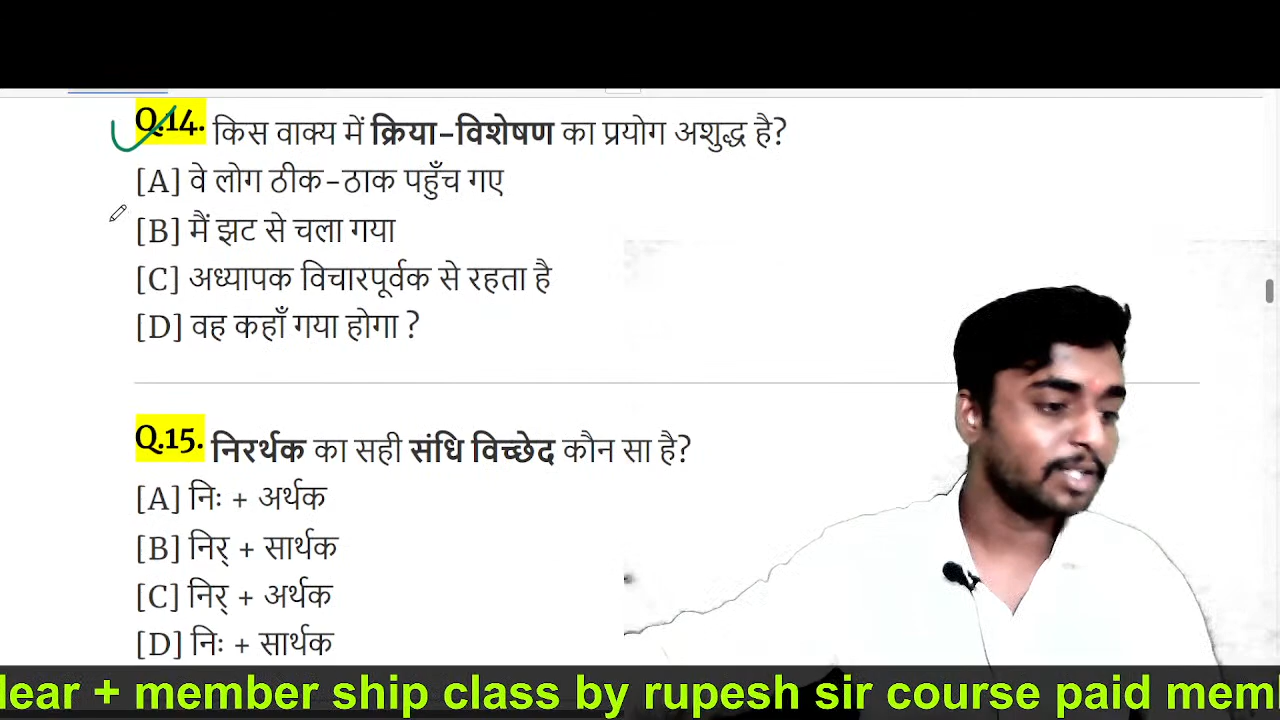 Q.14. किस वाक्य में क्रिया-विशेषण का प्रयोग अशुद्ध है?
[A] वे लोग ठीक-ठाक पहुँच गए
[B] मैं झट से चला गया
[C] अध्यापक विचारपूर्वक से रहता है
[D] वह कहाँ गया होगा ?
Q.15. निरर्थक का सही संधि विच्छेद कौन सा है?
[A] निः + अर्थक
[B] निर् + सार्थक
[C] निर् + अर्थक
[D] निः + सार्थक
lear + member ship class by rupesh sir course paid mem